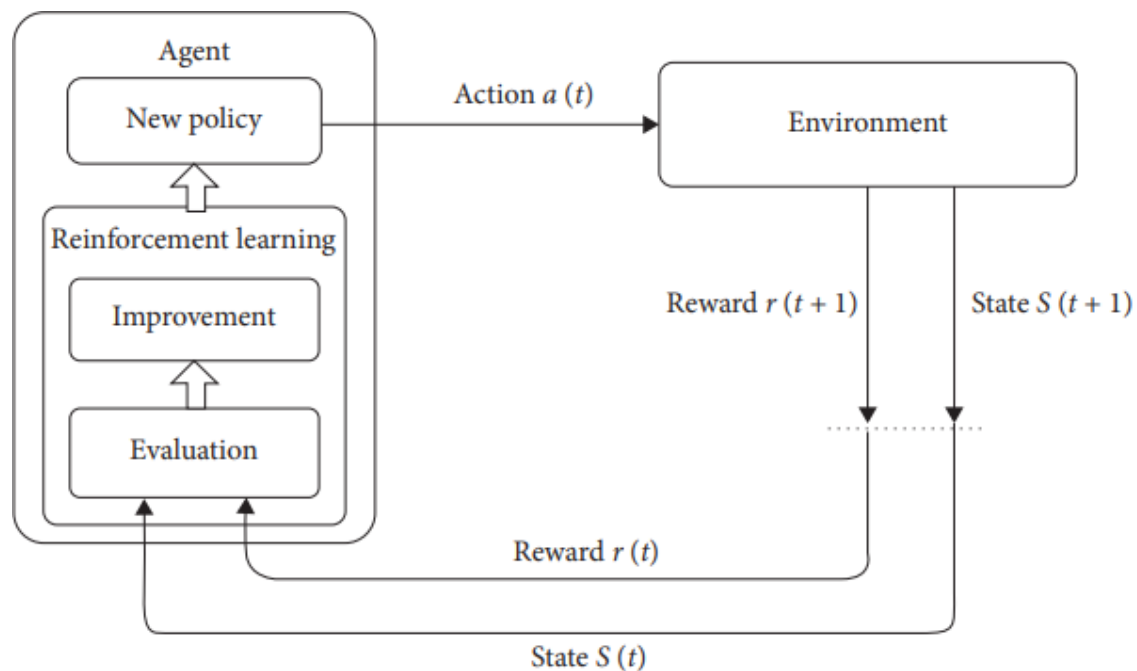 Agent
New policy
Action a (t)
Environment
Reinforcement learning
Improvement
Reward r (t + 1)
State S (t + 1)
Evaluation
Reward r (t)
State S (t)